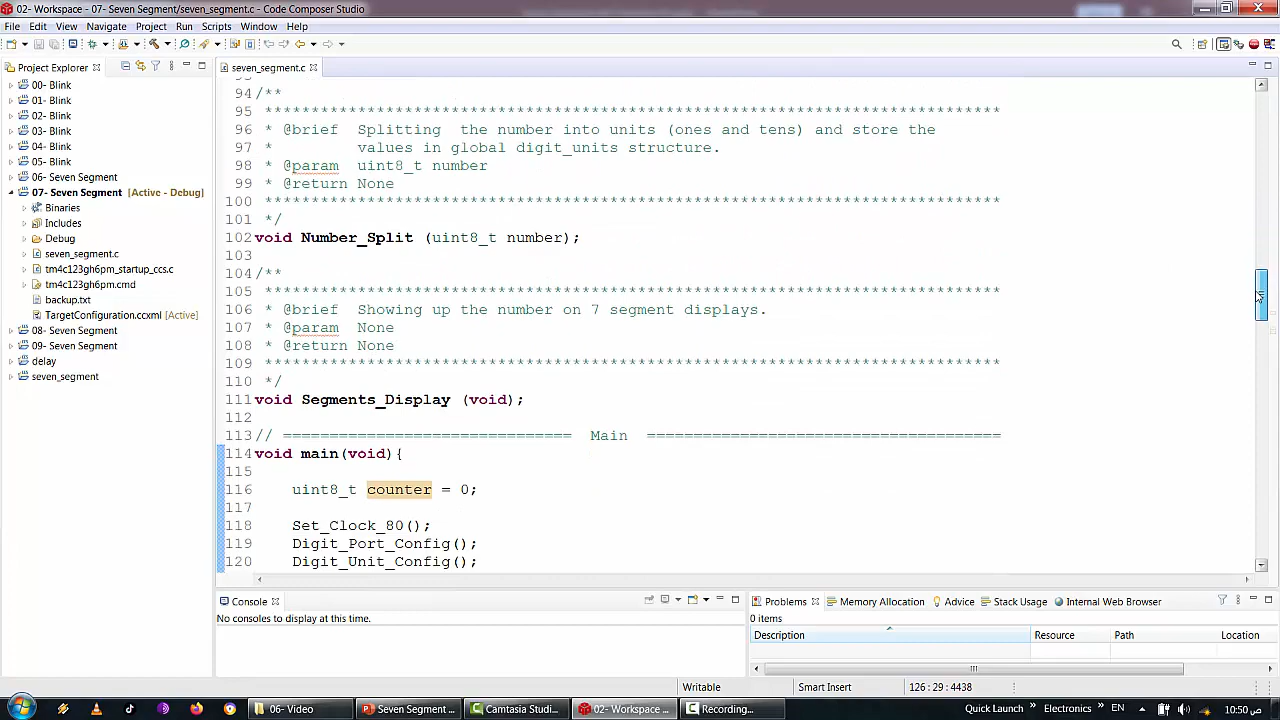 02- Workspace - 07- Seven Segment/seven_segment.c - Code Composer Studio
File Edit View Navigate Project Run Scripts Window Help
Project Explorer
00- Blink
01- Blink
02- Blink
03- Blink
04- Blink
05- Blink
06- Seven Segment
07- Seven Segment [Active - Debug]
Binaries
Includes
Debug
seven_segment.c
tm4c123gh6pm_startup_ccs.c
tm4c123gh6pm.cmd
backup.txt
TargetConfiguration.ccxml [Active]
08- Seven Segment
09- Seven Segment
delay
seven_segment
seven_segment.c
94 /**
95 *****************************************************************************
96 * @brief Splitting the number into units (ones and tens) and store the
97 * values in global digit_units structure.
98 * @param uint8_t number
99 * @return None
100 *****************************************************************************
101 */
102 void Number_Split (uint8_t number);
103
104 /**
105 *****************************************************************************
106 * @brief Showing up the number on 7 segment displays.
107 * @param None
108 * @return None
109 *****************************************************************************
110 */
111 void Segments_Display (void);
112
113 // =============================== Main ======================================
114 void main(void){
115
116 uint8_t counter = 0;
117
118 Set_Clock_80();
119 Digit_Port_Config();
120 Digit_Unit_Config();
Console
No consoles to display at this time.
Problems Memory Allocation Advice Stack Usage Internal Web Browser
0 items
Description Resource Path Location
Writable Smart Insert 126 : 29 : 4438
06- Video Seven Segment ... Camtasia Studi... 02- Workspace ... Recording... Quick Launch Electronics EN 10:50 ص